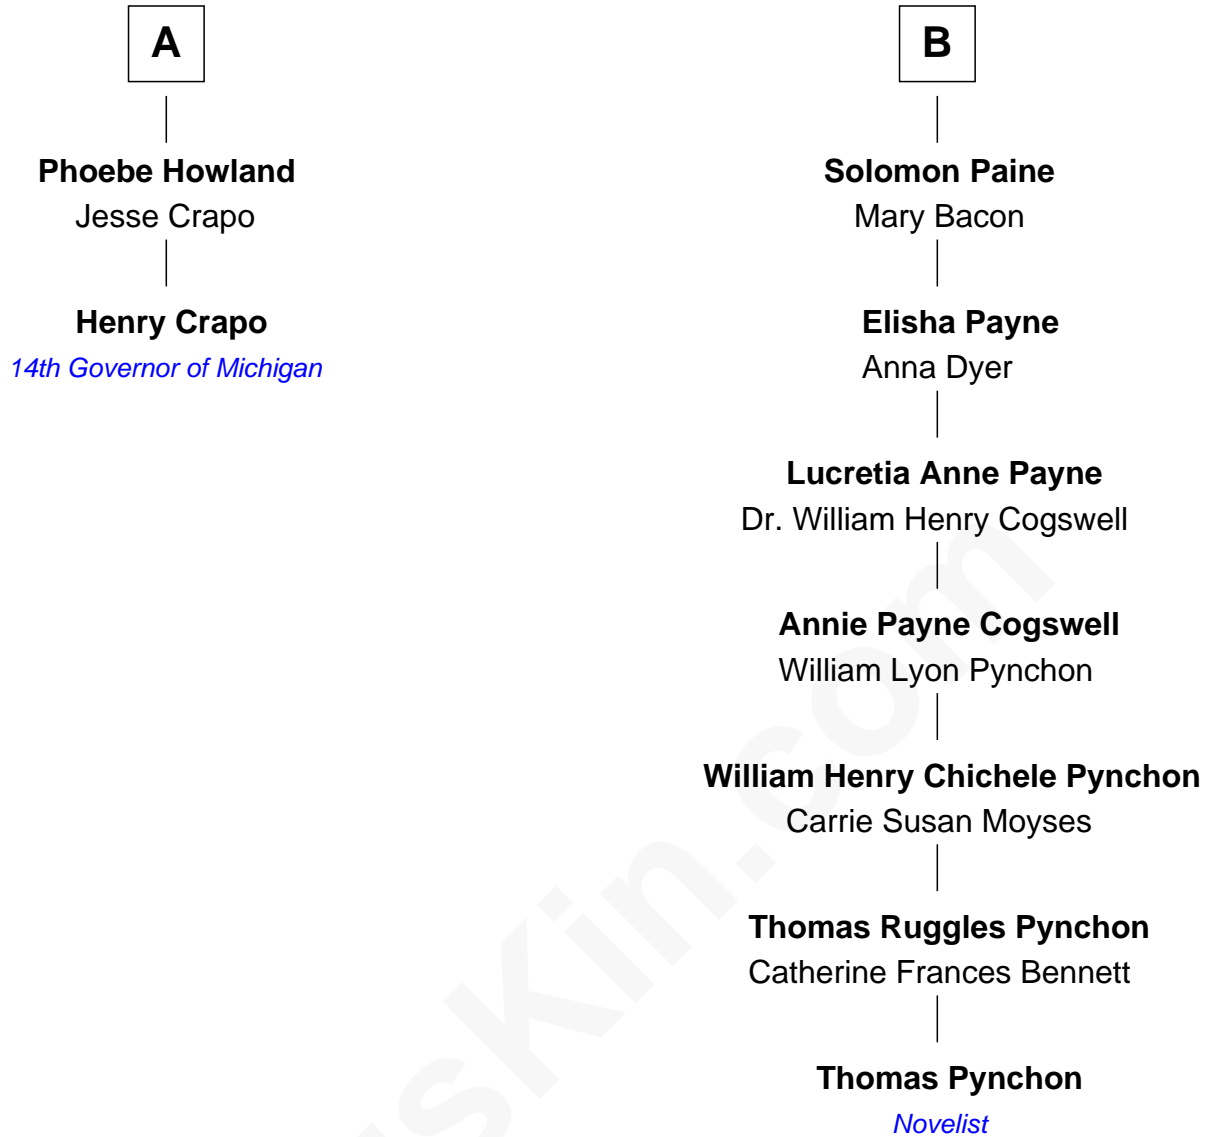 A
Phoebe Howland
Jesse Crapo
Henry Crapo
14th Governor of Michigan
B
Solomon Paine
Mary Bacon
Elisha Payne
Anna Dyer
Lucretia Anne Payne
Dr. William Henry Cogswell
Annie Payne Cogswell
William Lyon Pynchon
William Henry Chichele Pynchon
Carrie Susan Moyses
Thomas Ruggles Pynchon
Catherine Frances Bennett
Thomas Pynchon
Novelist